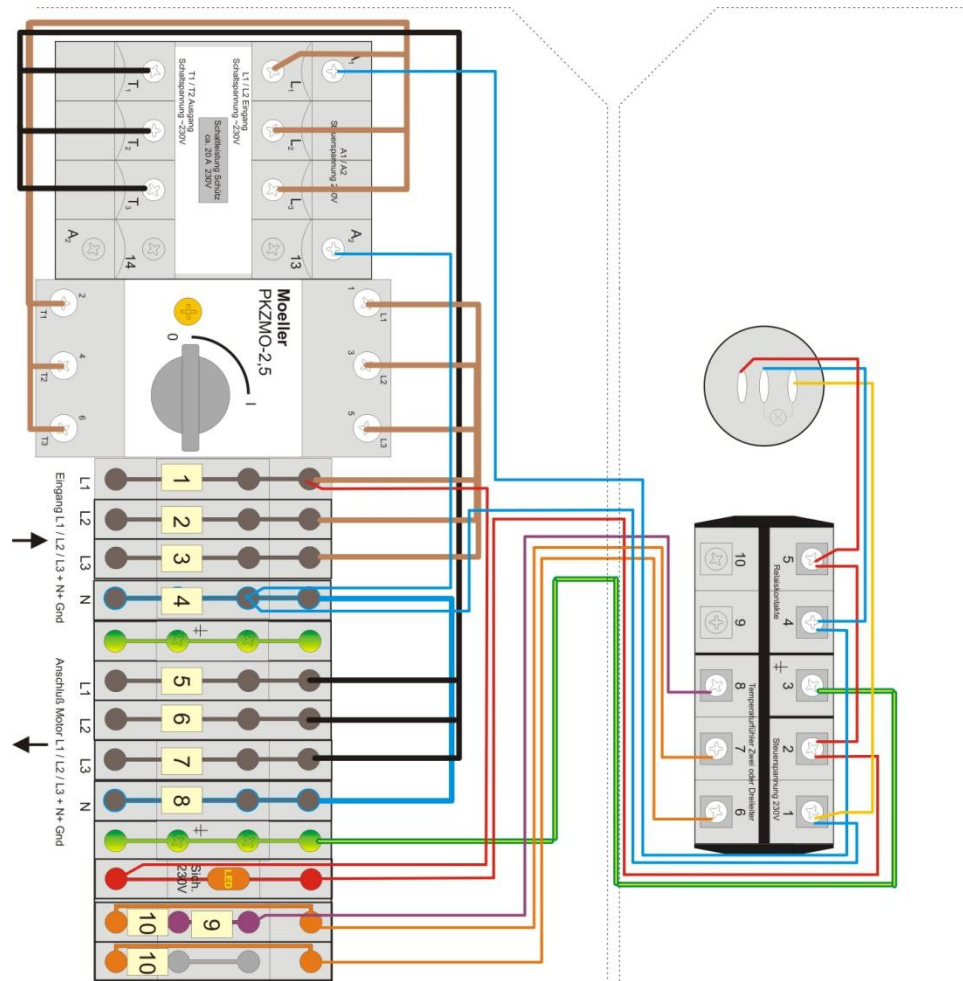 A1
T1
T2
T3
A2
14
T1 / T2 Ausgang
Schaltspannung ~230V
Schaltleistung Schütz
ca. 20 A 230V
L1 / L2 Eingang
Schaltspannung ~230V
L1
L2
L3
13
A1 / A2
Steuerspannung 230V
A2
Moeller
PKZMO-2,5
0
I
2
T1
4
T2
6
T3
1
L1
3
L2
5
L3
Eingang L1 / L2 / L3 + N+ Gnd
L1
1
L2
2
L3
3
N
4
Anschluß Motor L1 / L2 / L3 + N+ Gnd
L1
5
L2
6
L3
7
N
8
Sich.
230V
LED
10
9
10
10
5
Relaiskontakte
9
4
8
3
Temperaturfühler Zwei oder Dreileiter
7
2
Steuerspannung 230V
6
1